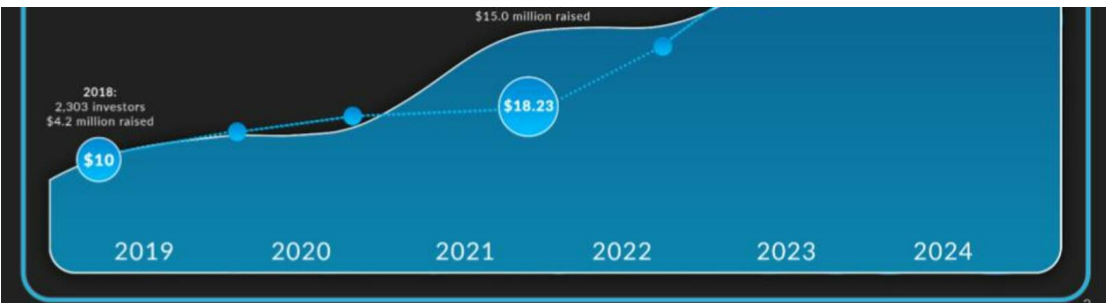 $15.0 million raised
2018:
2,303 investors
$4.2 million raised
$18.23
$10
2019 2020 2021 2022 2023 2024